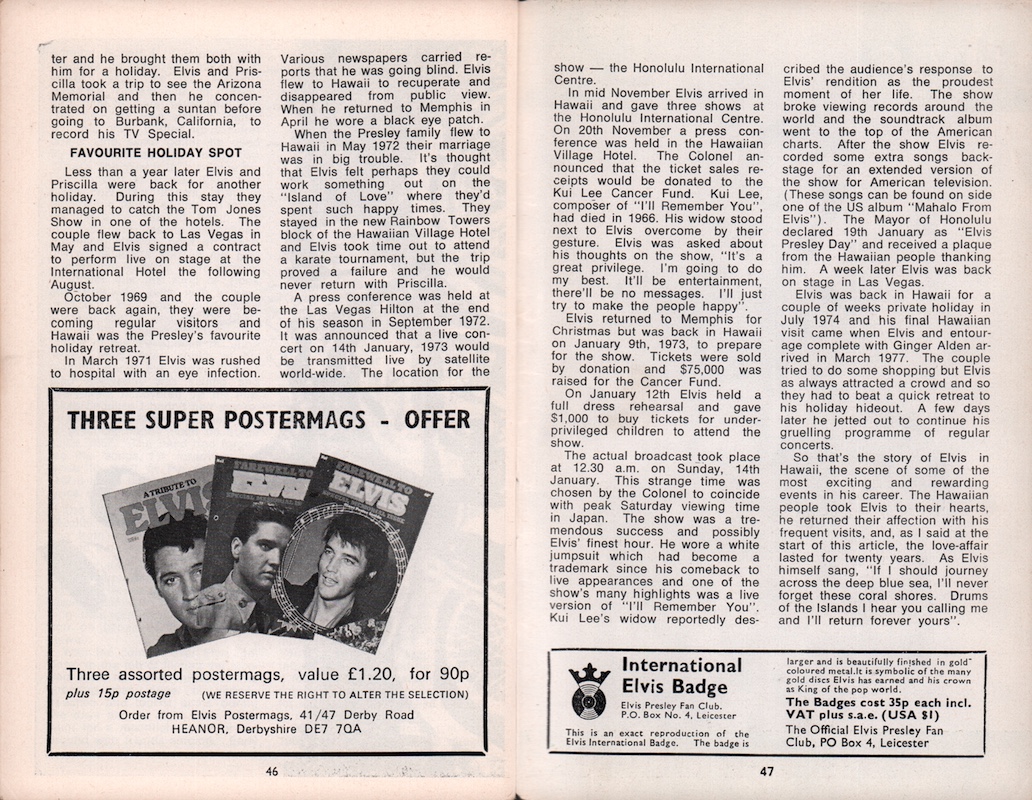 ter and he brought them both with
him for a holiday. Elvis and Pris-
cilla took a trip to see the Arizona
Memorial and then he concen-
trated on getting a suntan before
going to Burbank, California, to
record his TV Special.
FAVOURITE HOLIDAY SPOT
Less than a year later Elvis and
Priscilla were back for another
holiday. During this stay they
managed to catch the Tom Jones
Show in one of the hotels. The
couple flew back to Las Vegas in
May and Elvis signed a contract
to perform live on stage at the
International Hotel the following
August.
October 1969 and the couple
were back again, they were be-
coming regular visitors and
Hawaii was the Presley's favourite
holiday retreat.
In March 1971 Elvis was rushed
to hospital with an eye infection.
Various newspapers carried re-
ports that he was going blind. Elvis
flew to Hawaii to recuperate and
disappeared from public view.
When he returned to Memphis in
April he wore a black eye patch.
When the Presley family flew to
Hawaii in May 1972 their marriage
was in big trouble. It's thought
that Elvis felt perhaps they could
work something out on the
"Island of Love" where they'd
spent such happy times. They
stayed in the new Rainbow Towers
block of the Hawaiian Village Hotel
and Elvis took time out to attend
a karate tournament, but the trip
proved a failure and he would
never return with Priscilla.
A press conference was held at
the Las Vegas Hilton at the end
of his season in September 1972.
It was announced that a live con-
cert on 14th January, 1973 would
be transmitted live by satellite
world-wide. The location for the
THREE SUPER POSTERMAGS - OFFER
A TRIBUTE TO
ELVIS
FAREWELL TO
ELVIS
FAREWELL TO
ELVIS
Three assorted postermags, value £1.20, for 90p
plus 15p postage (WE RESERVE THE RIGHT TO ALTER THE SELECTION)
Order from Elvis Postermags, 41/47 Derby Road
HEANOR, Derbyshire DE7 7QA
46
show — the Honolulu International
Centre.
In mid November Elvis arrived in
Hawaii and gave three shows at
the Honolulu International Centre.
On 20th November a press con-
ference was held in the Hawaiian
Village Hotel. The Colonel an-
nounced that the ticket sales re-
ceipts would be donated to the
Kui Lee Cancer Fund. Kui Lee,
composer of "I'll Remember You",
had died in 1966. His widow stood
next to Elvis overcome by their
gesture. Elvis was asked about
his thoughts on the show, "It's a
great privilege. I'm going to do
my best. It'll be entertainment,
there'll be no messages. I'll just
try to make the people happy".
Elvis returned to Memphis for
Christmas but was back in Hawaii
on January 9th, 1973, to prepare
for the show. Tickets were sold
by donation and $75,000 was
raised for the Cancer Fund.
On January 12th Elvis held a
full dress rehearsal and gave
$1,000 to buy tickets for under-
privileged children to attend the
show.
The actual broadcast took place
at 12.30 a.m. on Sunday, 14th
January. This strange time was
chosen by the Colonel to coincide
with peak Saturday viewing time
in Japan. The show was a tre-
mendous success and possibly
Elvis' finest hour. He wore a white
jumpsuit which had become a
trademark since his comeback to
live appearances and one of the
show's many highlights was a live
version of "I'll Remember You".
Kui Lee's widow reportedly des-
cribed the audience's response to
Elvis' rendition as the proudest
moment of her life. The show
broke viewing records around the
world and the soundtrack album
went to the top of the American
charts. After the show Elvis re-
corded some extra songs back-
stage for an extended version of
the show for American television.
(These songs can be found on side
one of the US album "Mahalo From
Elvis"). The Mayor of Honolulu
declared 19th January as "Elvis
Presley Day" and received a plaque
from the Hawaiian people thanking
him. A week later Elvis was back
on stage in Las Vegas.
Elvis was back in Hawaii for a
couple of weeks private holiday in
July 1974 and his final Hawaiian
visit came when Elvis and entour-
age complete with Ginger Alden ar-
rived in March 1977. The couple
tried to do some shopping but Elvis
as always attracted a crowd and so
they had to beat a quick retreat to
his holiday hideout. A few days
later he jetted out to continue his
gruelling programme of regular
concerts.
So that's the story of Elvis in
Hawaii, the scene of some of the
most exciting and rewarding
events in his career. The Hawaiian
people took Elvis to their hearts,
he returned their affection with his
frequent visits, and, as I said at the
start of this article, the love-affair
lasted for twenty years. As Elvis
himself sang, "If I should journey
across the deep blue sea, I'll never
forget these coral shores. Drums
of the Islands I hear you calling me
and I'll return forever yours".
International
Elvis Badge
Elvis Presley Fan Club.
P.O. Box No. 4, Leicester
This is an exact reproduction of the
Elvis International Badge. The badge is
larger and is beautifully finished in gold
coloured metal. It is symbolic of the many
gold discs Elvis has earned and his crown
as King of the pop world.
The Badges cost 35p each incl.
VAT plus s.a.e. (USA $1)
The Official Elvis Presley Fan
Club, PO Box 4, Leicester
47